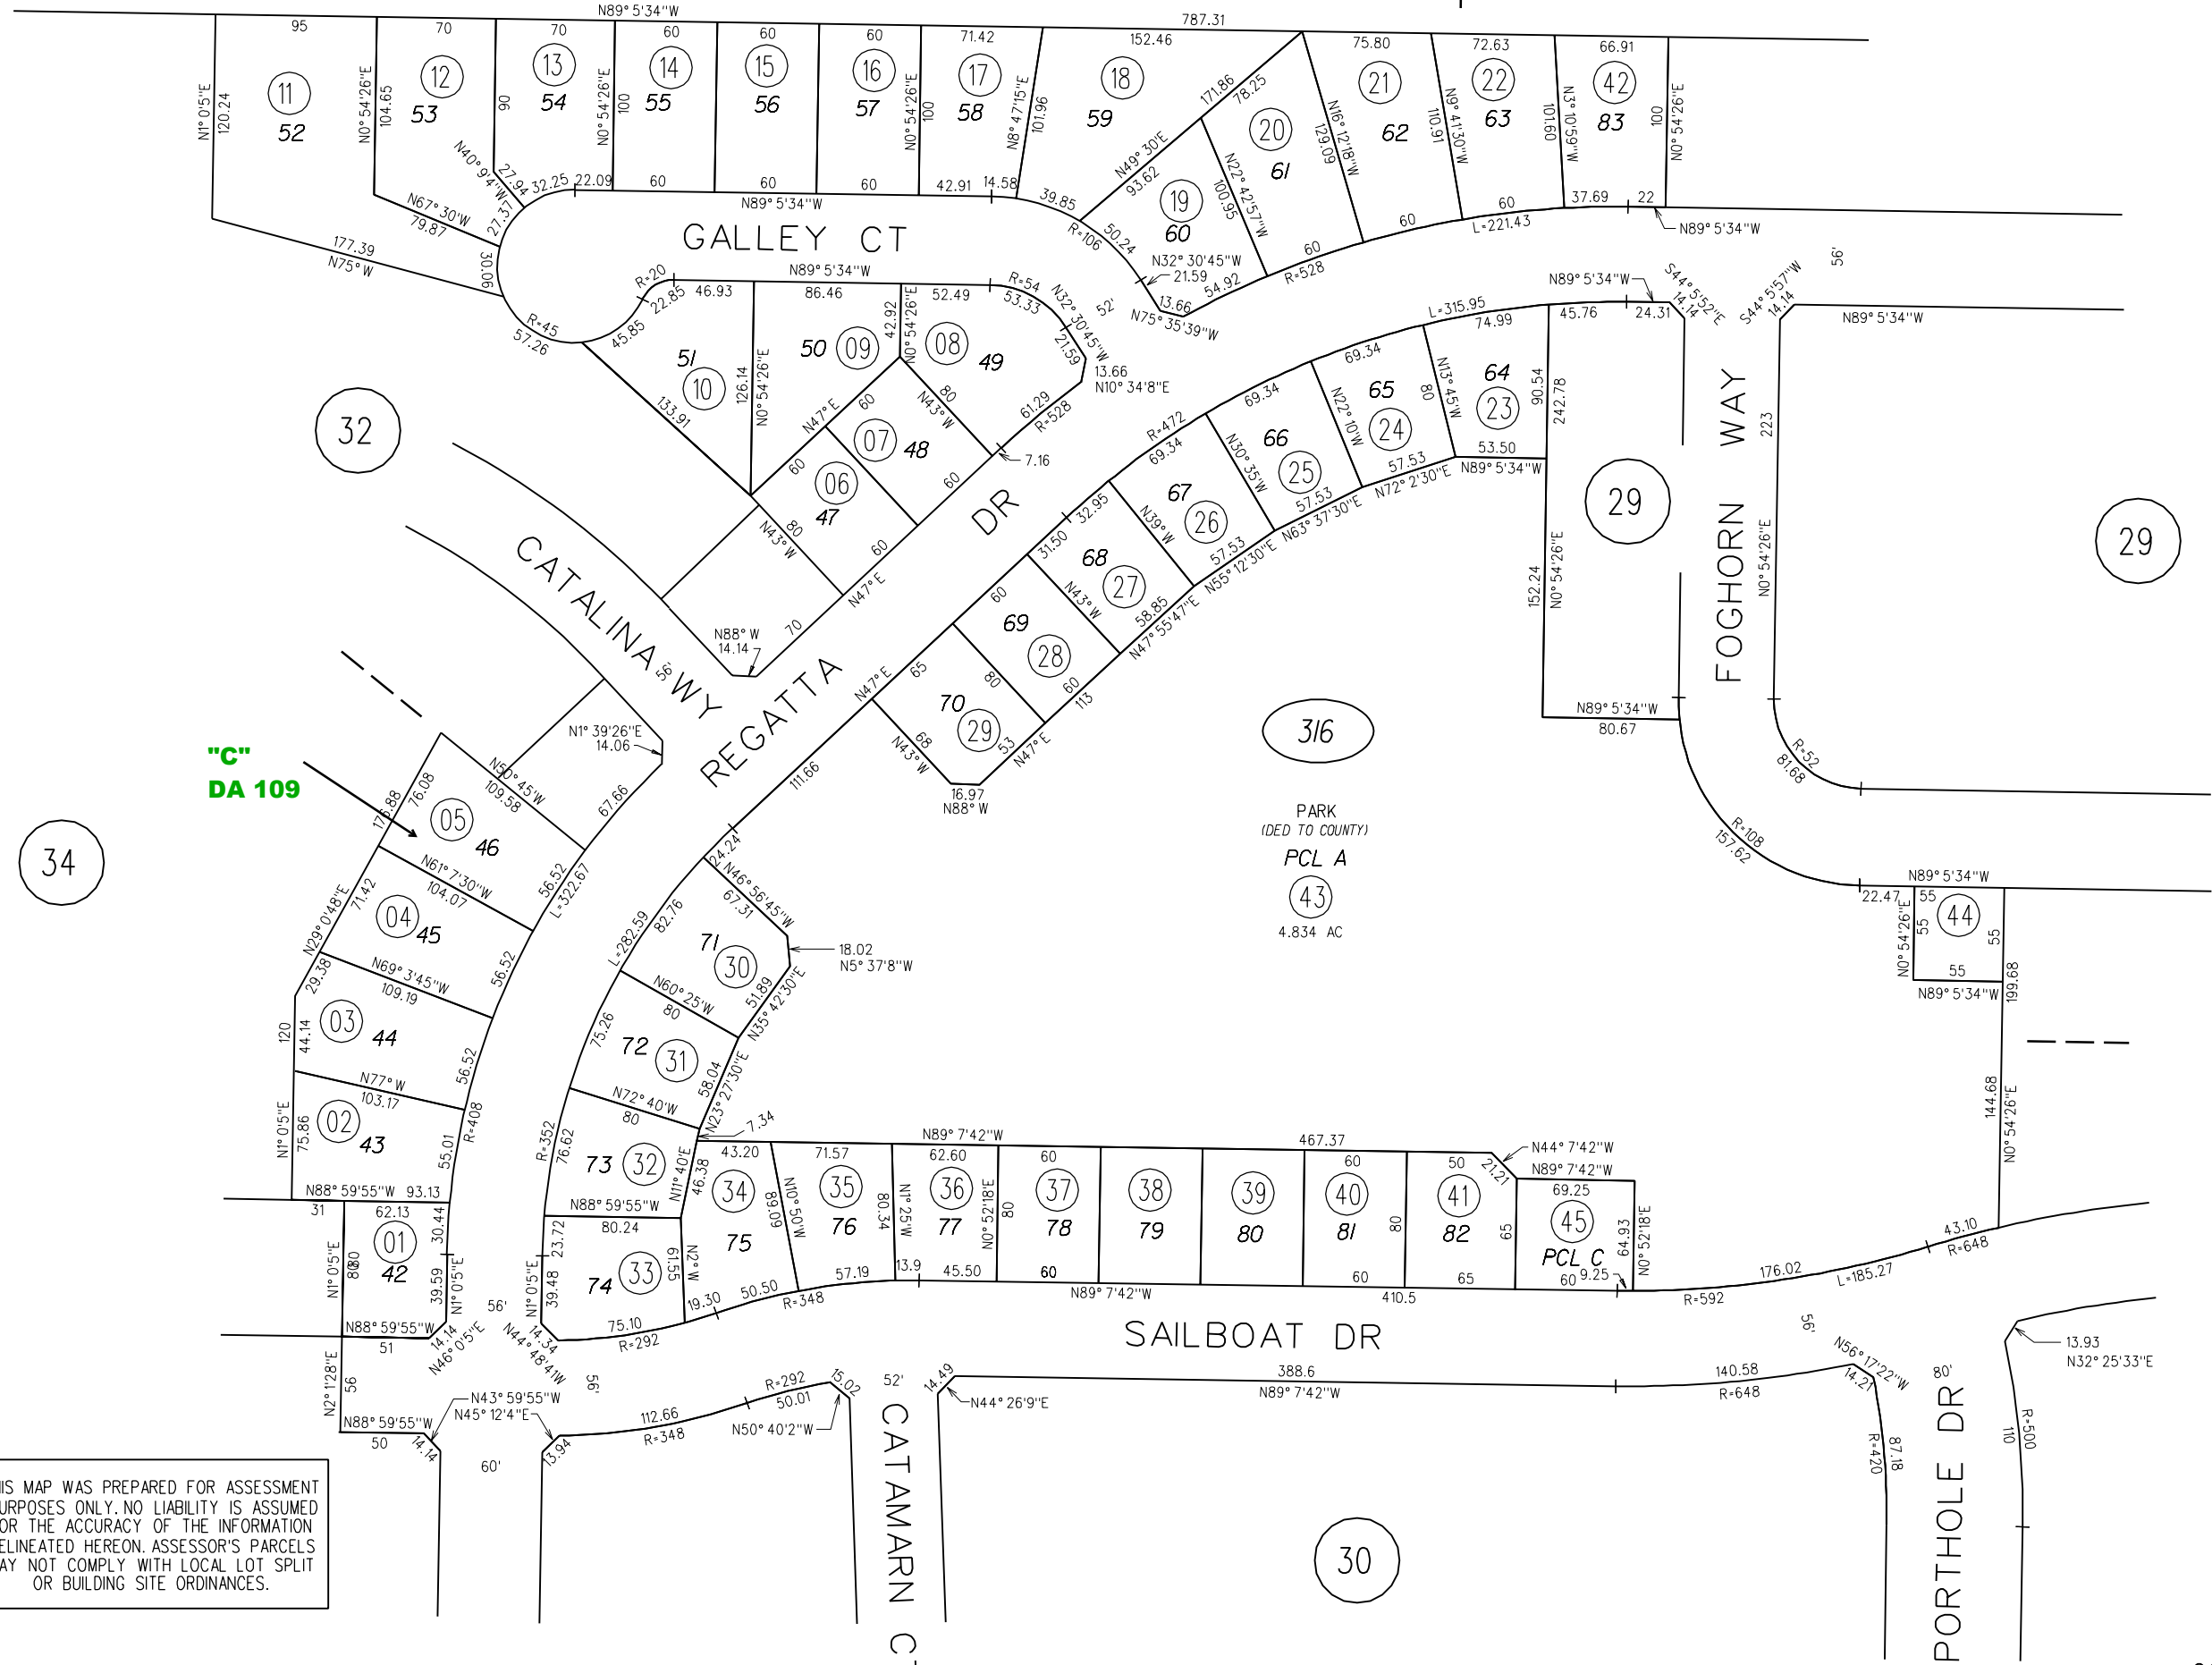 N89° 5'34"W
787.31
95
70
70
60
60
60
71.42
152.46
75.80
72.63
66.91
N1° 0'5"E
120.24
11
52
N0° 54'26"E
104.65
12
53
90
13
54
N0° 54'26"E
100
14
55
15
56
16
57
N0° 54'26"E
100
17
58
N8° 47'15"E
101.96
18
59
171.86
78.25
N49° 30'E
93.62
20
61
N16° 12'18"W
129.09
21
62
N9° 41'30"W
110.91
22
63
N3° 10'59"W
101.60
42
83
100
N0° 54'26"E
N40° 9'4"W
27.94
32.25
22.09
60
60
60
42.91
14.58
N89° 5'34"W
39.85
R=106
50.24
19
60
N22° 42'57"W
100.95
N32° 30'45"W
21.59
13.66
N75° 35'39"W
54.92
60
R=528
60
60
L=221.43
37.69
22
N89° 5'34"W
N67° 30'W
79.87
27.37
30.06
177.39
N75° W
GALLEY CT
R=45
57.26
45.85
R=20
22.85
46.93
N89° 5'34"W
86.46
52.49
R=54
53.33
N32° 30'45"W
21.59
52'
13.66
N10° 34'8"E
51
10
126.14
N0° 54'26"E
50
09
42.92
N0° 54'26"E
08
49
133.91
N47° E
60
80
N43° W
61.29
R=528
7.16
07
48
60
06
47
60
80
N43° W
60
N47° E
70
N88° W
14.14
32
CATALINA WY
56'
REGATTA DR
N89° 5'34"W
L=315.95
74.99
45.76
24.31
S44° 5'52"E
14.14
S44° 5'57"W
14.14
56'
N89° 5'34"W
69.34
69.34
R=472
69.34
32.95
31.50
64
23
90.54
242.78
53.50
N89° 5'34"W
N13° 45'W
80
65
24
57.53
N72° 2'30"E
N22° 10'W
66
25
57.53
N63° 37'30"E
N30° 35'W
67
26
57.53
N55° 12'30"E
N39° W
68
27
58.85
N47° 55'47"E
N43° W
60
69
28
60
113
80
65
N47° E
70
29
53
N47° E
68
N43° W
16.97
N88° W
111.66
29
152.24
N0° 54'26"E
N89° 5'34"W
80.67
FOGHORN WAY
223
N0° 54'26"E
29
R=52
81.68
R=108
157.62
316
PARK
(DED TO COUNTY)
PCL A
43
4.834 AC
N89° 5'34"W
22.47
55
44
N0° 54'26"E
55
55
55
N89° 5'34"W
199.68
144.68
N0° 54'26"E
"C"
DA 109
34
N1° 39'26"E
14.06
67.66
N50° 45'W
109.58
175.88
76.08
05
46
N61° 7'30"W
104.07
56.52
L=322.67
71.42
N29° 0'48"E
04
45
N69° 3'45"W
109.19
56.52
29.38
120
44.14
03
44
N77° W
103.17
56.52
R=408
02
43
N1° 0'5"E
75.86
55.01
N88° 59'55"W 93.13
31
62.13
30.44
01
42
N1° 0'5"E
80
39.59
N1° 0'5"E
N88° 59'55"W
51
14.14
N46° 0'5"E
N2° 1'28"E
56
N88° 59'55"W
50
14.14
N43° 59'55"W
N45° 12'4"E
13.94
60'
56'
24.24
N46° 56'45"W
67.31
82.76
L=282.59
71
30
18.02
N5° 37'8"W
51.89
N35° 42'30"E
N60° 25'W
80
75.26
72
31
58.04
N23° 27'30"E
N72° 40'W
80
7.34
R=352
76.62
73
32
N11° 40'E
46.38
N88° 59'55"W
80.24
23.72
39.48
N1° 0'5"E
74
33
61.55
N2° W
14.34
N44° 48'41"W
75.10
R=292
56'
N89° 7'42"W
467.37
43.20
34
75
89.09
N10° 50'W
19.30
50.50
R=348
71.57
35
76
80.34
N1° 25'W
57.19
13.9
62.60
36
77
N0° 52'18"E
80
45.50
60
37
78
60
38
79
39
80
60
40
81
80
60
50
41
82
65
65
21.21
N44° 7'42"W
N89° 7'42"W
69.25
45
PCL C
64.93
N0° 52'18"E
60
9.25
N89° 7'42"W
410.5
R=592
176.02
L=185.27
43.10
R=648
SAILBOAT DR
112.66
R=348
R=292
50.01
15.02
N50° 40'2"W
52'
14.49
N44° 26'9"E
388.6
N89° 7'42"W
140.58
R=648
56'
N56° 17'22"W
14.21
80'
13.93
N32° 25'33"E
87.18
R=420
R=500
110
CATAMARN C
PORTHOLE DR
30
IS MAP WAS PREPARED FOR ASSESSMENT
URPOSES ONLY. NO LIABILITY IS ASSUMED
OR THE ACCURACY OF THE INFORMATION
ELINEATED HEREON. ASSESSOR'S PARCELS
AY NOT COMPLY WITH LOCAL LOT SPLIT
OR BUILDING SITE ORDINANCES.